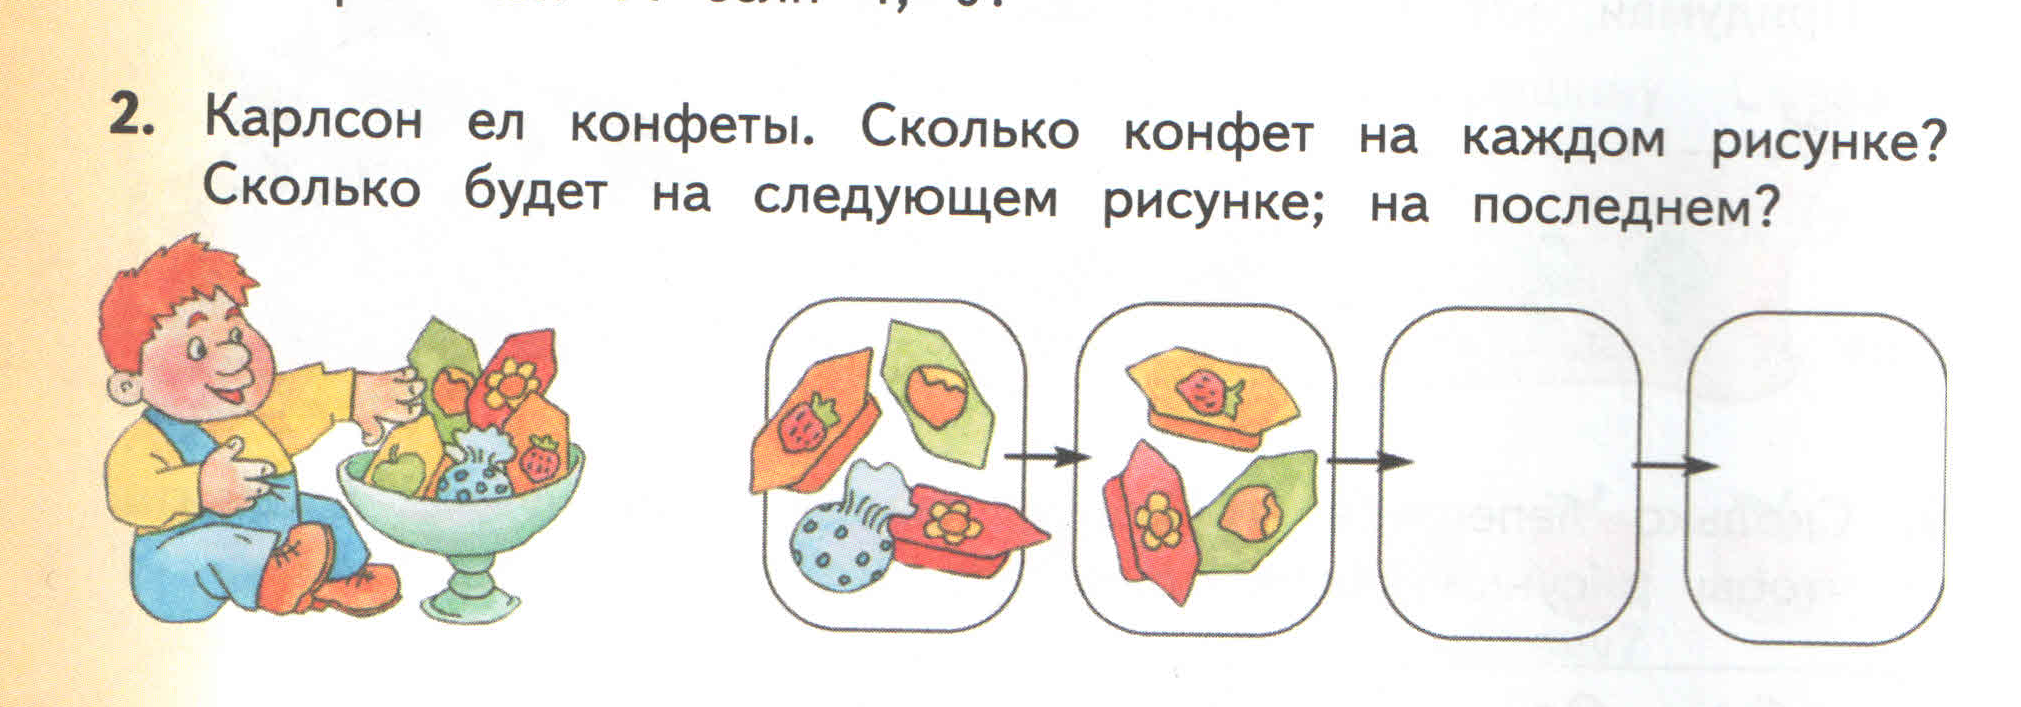 2. Карлсон ел конфеты. Сколько конфет на каждом рисунке?
Сколько будет на следующем рисунке; на последнем?